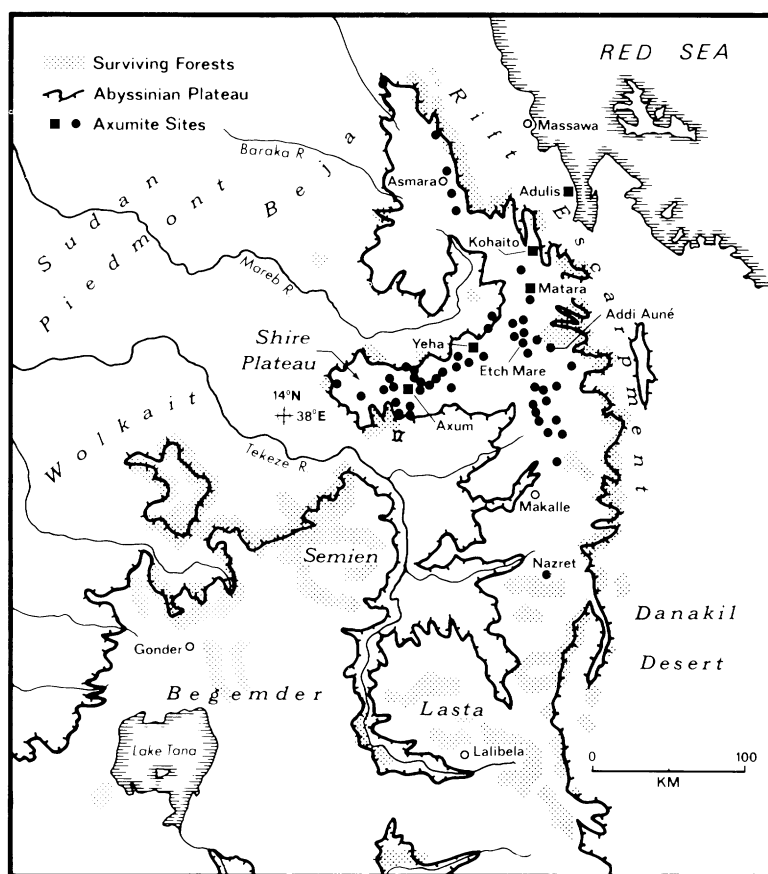 Surviving Forests
Abyssinian Plateau
Axumite Sites
RED SEA
Rift
Escarpment
Massawa
Baraka R
Beja
Asmara
Adulis
Sudan
Piedmont
Kohaito
Mareb R
Matara
Addi Auné
Shire
Plateau
Yeha
Etch Mare
14°N
38°E
Axum
Wolkait
Tekeze R
Makalle
Semien
Nazret
Danakil
Desert
Gonder
Begemder
Lasta
Lake Tana
Lalibela
0 100
KM